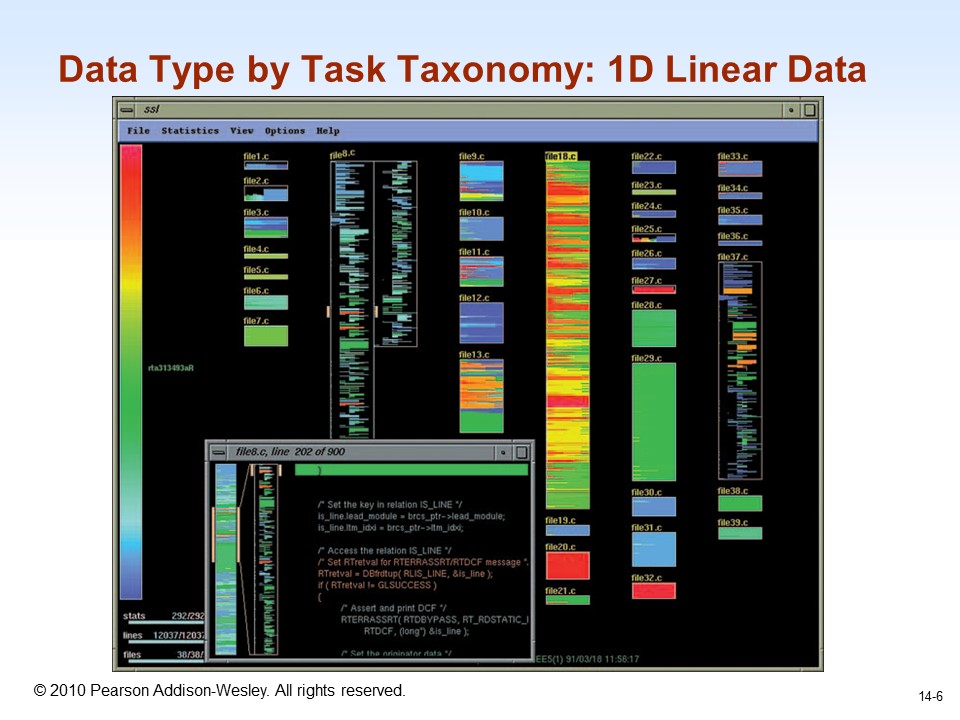 Data Type by Task Taxonomy: 1D Linear Data
ssl
File Statistics View Options Help
file1.c
file2.c
file3.c
file4.c
file5.c
file6.c
file7.c
rta313493aR
file8.c
file9.c
file10.c
file11.c
file12.c
file13.c
file18.c
file19.c
file20.c
file21.c
file22.c
file23.c
file24.c
file25.c
file26.c
file27.c
file28.c
file29.c
file30.c
file31.c
file32.c
file33.c
file34.c
file35.c
file36.c
file37.c
file38.c
file39.c
stats 292/292
lines 12037/12037
files 38/38/
file8.c, line 202 of 900
}
/* Set the key in relation IS_LINE */
is_line.lead_module = brcs_ptr->lead_module;
is_line.ltm_idxi = brcs_ptr->ltm_idxi;
/* Access the relation IS_LINE */
/* Set RTretval for RTERRASSRT/RTDCF message *.
RTretval = DBfrdtup( RLIS_LINE, &is_line );
if ( RTretval != GLSUCCESS )
{
/* Assert and print DCF */
RTERRASSRT( RTDBYPASS, RT_RDSTATIC_I
RTDCF, (long*) &is_line );
/* Set the originator data */
EE5(1) 91/03/18 11:56:17
© 2010 Pearson Addison-Wesley. All rights reserved.
14-6